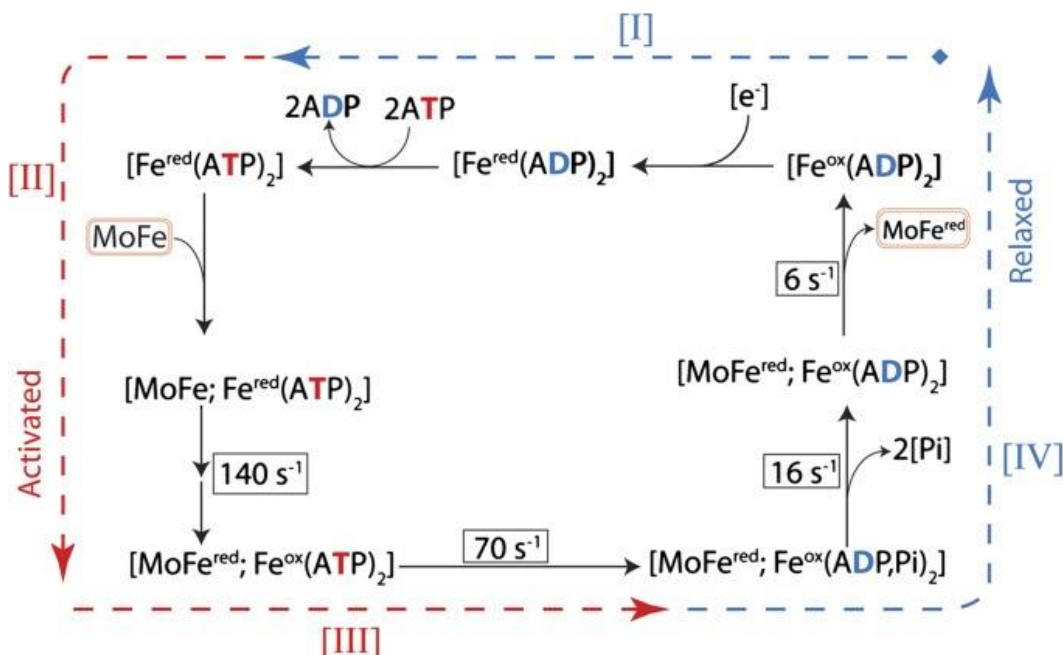 [I]
2ADP 2ATP
[e⁻]
[Feʳᵉᵈ(ATP)₂]
[Feʳᵉᵈ(ADP)₂]
[Feᵒˣ(ADP)₂]
[II]
MoFe
MoFeʳᵉᵈ
6 s⁻¹
Relaxed
[MoFe; Feʳᵉᵈ(ATP)₂]
[MoFeʳᵉᵈ; Feᵒˣ(ADP)₂]
Activated
140 s⁻¹
16 s⁻¹
2[Pi]
[IV]
[MoFeʳᵉᵈ; Feᵒˣ(ATP)₂]
70 s⁻¹
[MoFeʳᵉᵈ; Feᵒˣ(ADP,Pi)₂]
[III]